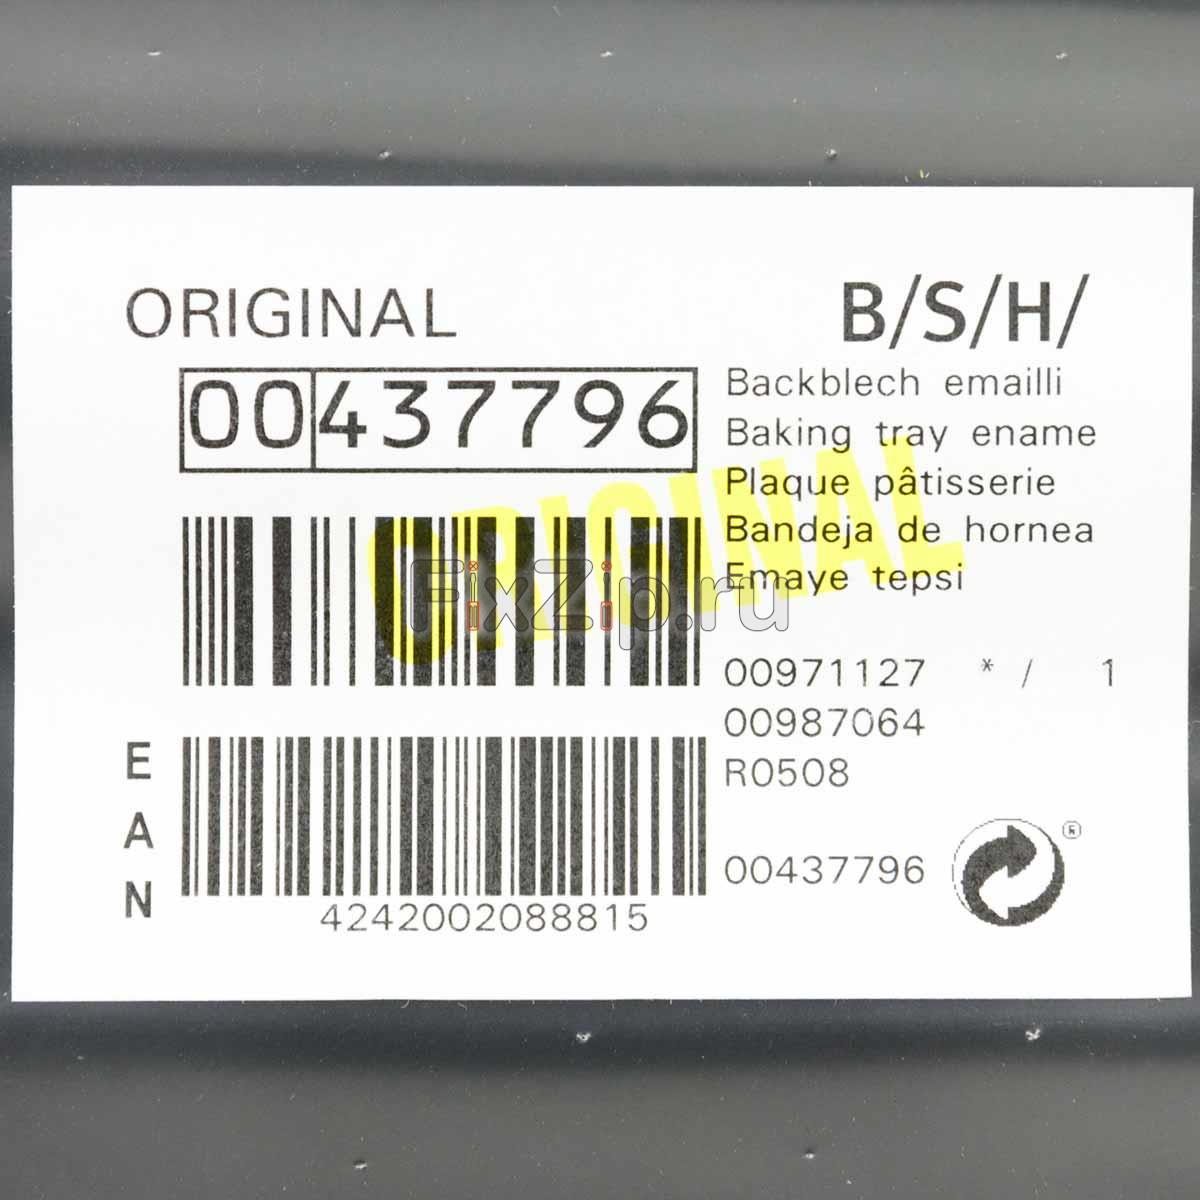 ORIGINAL
B/S/H/
00437796
Backblech emailli
Baking tray ename
Plaque pâtisserie
Bandeja de hornea
Emaye tepsi
ORIGINAL
FixZip.ru
00971127 * / 1
00987064
R0508
00437796
EAN
4242002088815
®